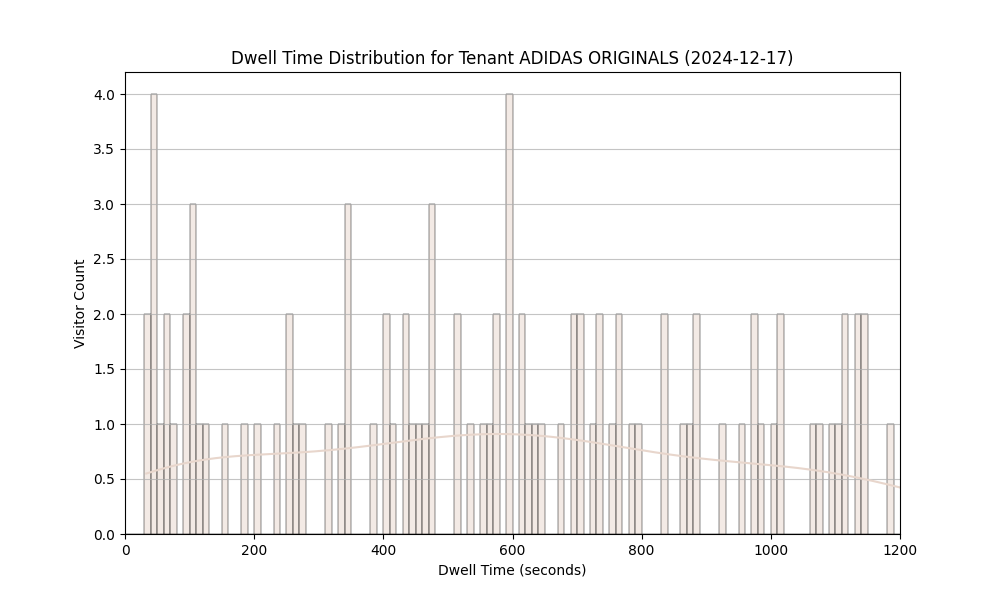 Dwell Time Distribution for Tenant ADIDAS ORIGINALS (2024-12-17)
4.0
3.5
3.0
2.5
2.0
1.5
1.0
0.5
0.0
Visitor Count
0 200 400 600 800 1000 1200
Dwell Time (seconds)